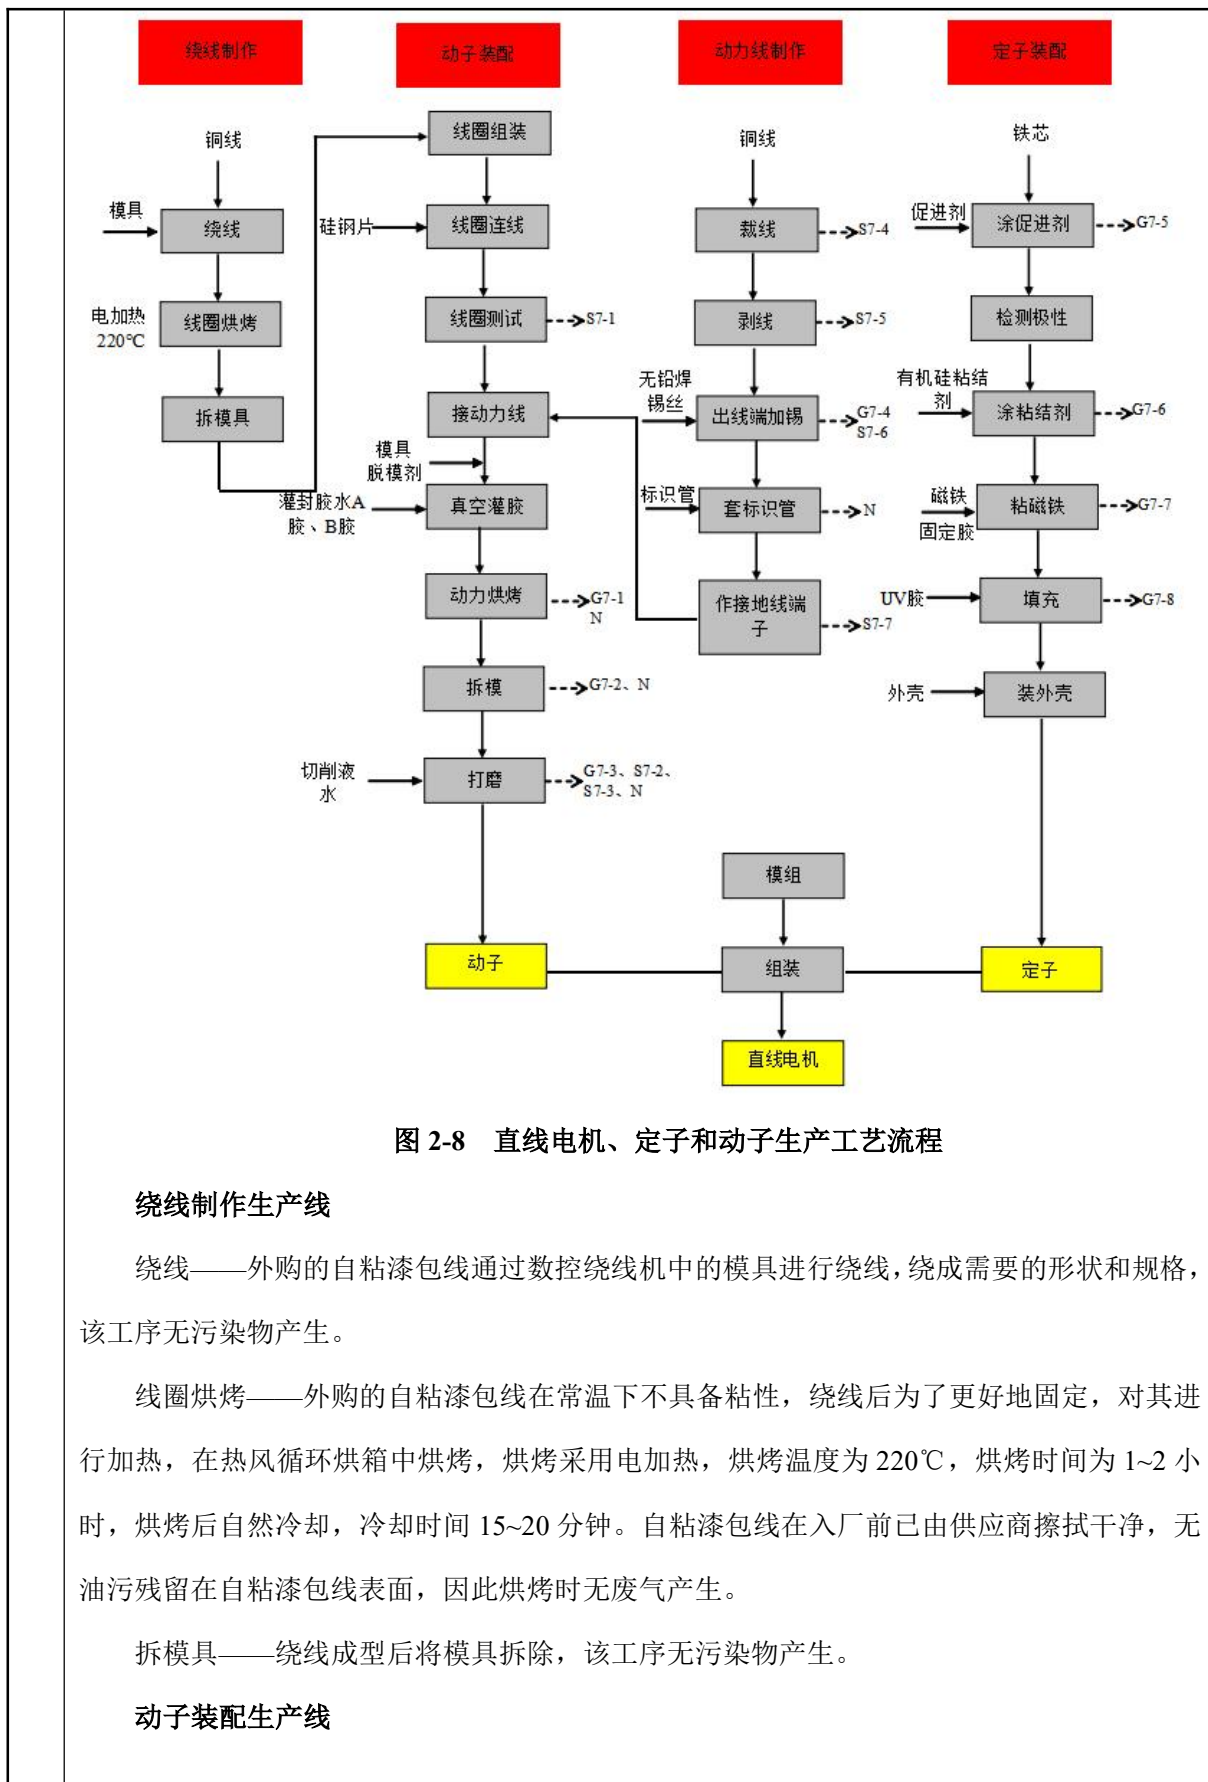 绕线制作
动子装配
动力线制作
定子装配
铜线
模具
绕线
电加热
220℃
线圈烘烤
拆模具
线圈组装
硅钢片
线圈连线
线圈测试
S7-1
接动力线
模具
脱模剂
灌封胶水A
胶、B胶
真空灌胶
动力烘烤
G7-1
N
拆模
G7-2、N
切削液
水
打磨
G7-3、S7-2、
S7-3、N
动子
铜线
裁线
S7-4
剥线
S7-5
无铅焊
锡丝
出线端加锡
G7-4
S7-6
标识管
套标识管
N
作接地线端
子
S7-7
铁芯
促进剂
涂促进剂
G7-5
检测极性
有机硅粘结
剂
涂粘结剂
G7-6
磁铁
固定胶
粘磁铁
G7-7
UV胶
填充
G7-8
外壳
装外壳
定子
模组
组装
直线电机
图 2-8 直线电机、定子和动子生产工艺流程
绕线制作生产线
绕线——外购的自粘漆包线通过数控绕线机中的模具进行绕线，绕成需要的形状和规格，
该工序无污染物产生。
线圈烘烤——外购的自粘漆包线在常温下不具备粘性，绕线后为了更好地固定，对其进
行加热，在热风循环烘箱中烘烤，烘烤采用电加热，烘烤温度为 220℃，烘烤时间为 1~2 小
时，烘烤后自然冷却，冷却时间 15~20 分钟。自粘漆包线在入厂前已由供应商擦拭干净，无
油污残留在自粘漆包线表面，因此烘烤时无废气产生。
拆模具——绕线成型后将模具拆除，该工序无污染物产生。
动子装配生产线